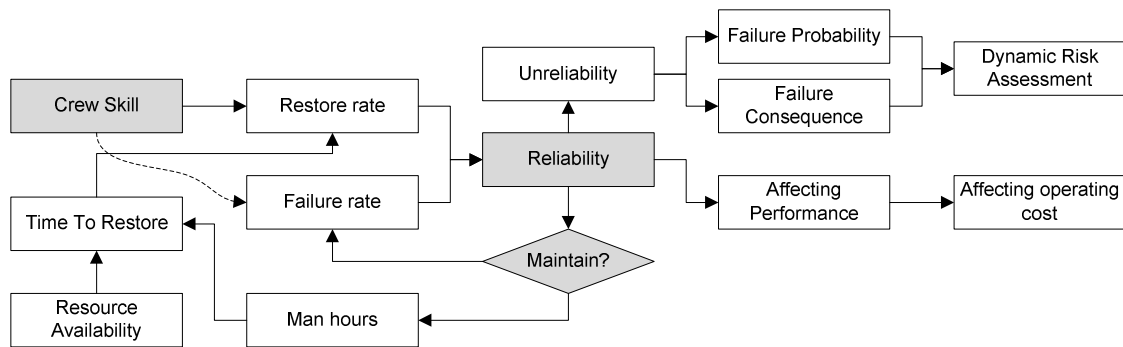 Failure Probability
Unreliability
Dynamic Risk
Assessment
Crew Skill
Restore rate
Failure
Consequence
Reliability
Failure rate
Affecting
Performance
Affecting operating
cost
Time To Restore
Maintain?
Resource
Availability
Man hours